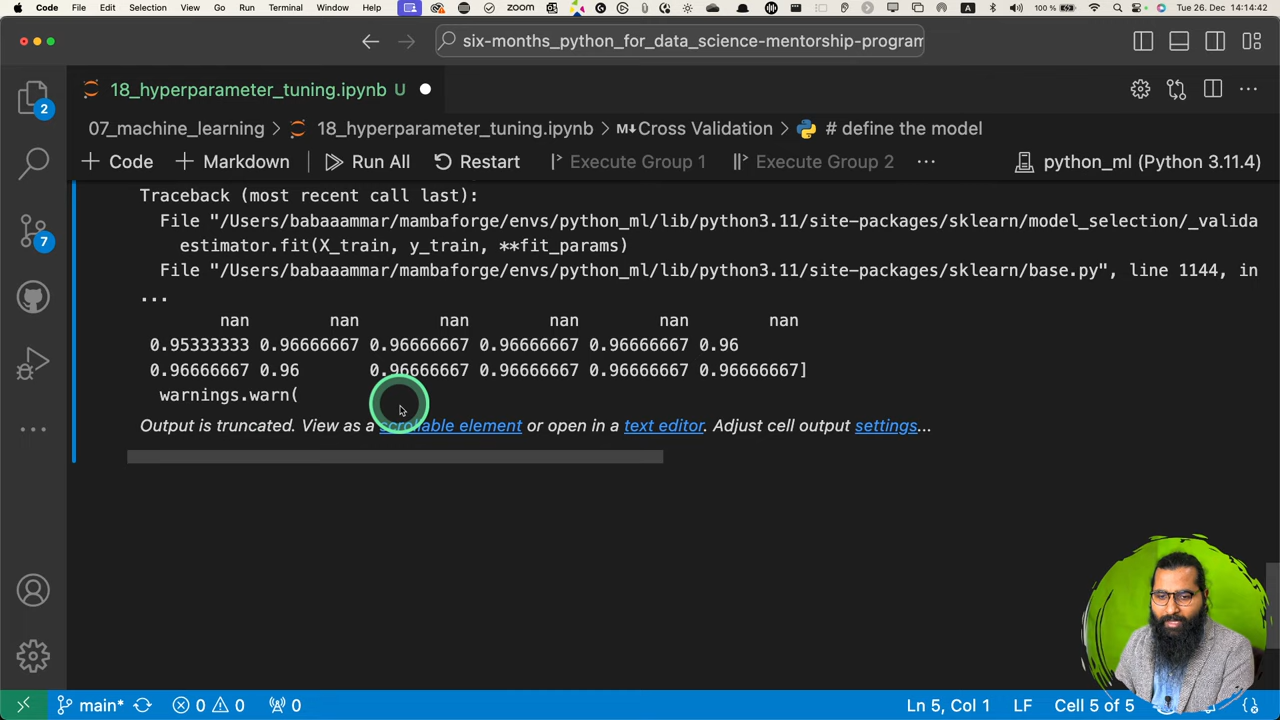 Code File Edit Selection View Go Run Terminal Window Help zoom A 100 % Tue 26. Dec 14:14:42
six-months_python_for_data_science-mentorship-program
18_hyperparameter_tuning.ipynb U
07_machine_learning > 18_hyperparameter_tuning.ipynb > M↓Cross Validation > # define the model
+ Code + Markdown Run All Restart Execute Group 1 Execute Group 2 ... python_ml (Python 3.11.4)
Traceback (most recent call last):
File "/Users/babaaammar/mambaforge/envs/python_ml/lib/python3.11/site-packages/sklearn/model_selection/_valida
estimator.fit(X_train, y_train, **fit_params)
File "/Users/babaaammar/mambaforge/envs/python_ml/lib/python3.11/site-packages/sklearn/base.py", line 1144, in
...
nan nan nan nan nan nan
0.95333333 0.96666667 0.96666667 0.96666667 0.96666667 0.96
0.96666667 0.96 0.96666667 0.96666667 0.96666667 0.96666667]
warnings.warn(
Output is truncated. View as a scrollable element or open in a text editor. Adjust cell output settings...
2
7
main* 0 0 0 Ln 5, Col 1 LF Cell 5 of 5